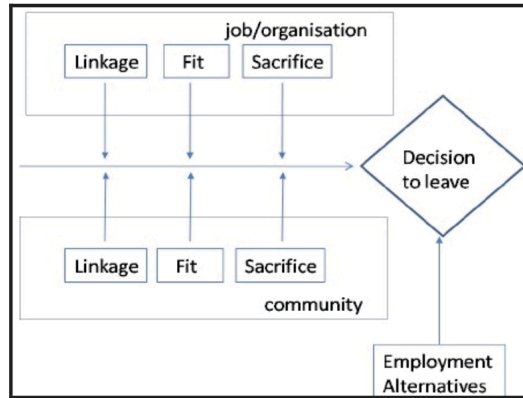 job/organisation
Linkage Fit Sacrifice
Decision
to leave
Linkage Fit Sacrifice
community
Employment
Alternatives